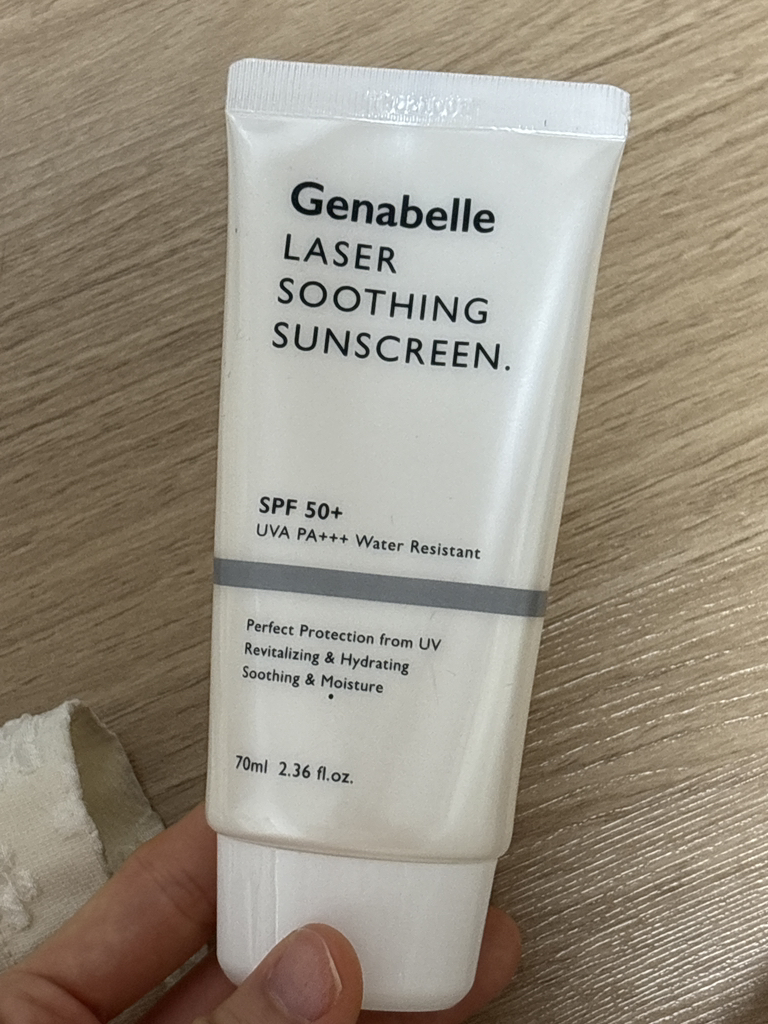 Genabelle
LASER
SOOTHING
SUNSCREEN.
SPF 50+
UVA PA+++ Water Resistant
Perfect Protection from UV
Revitalizing & Hydrating
Soothing & Moisture
70ml 2.36 fl.oz.